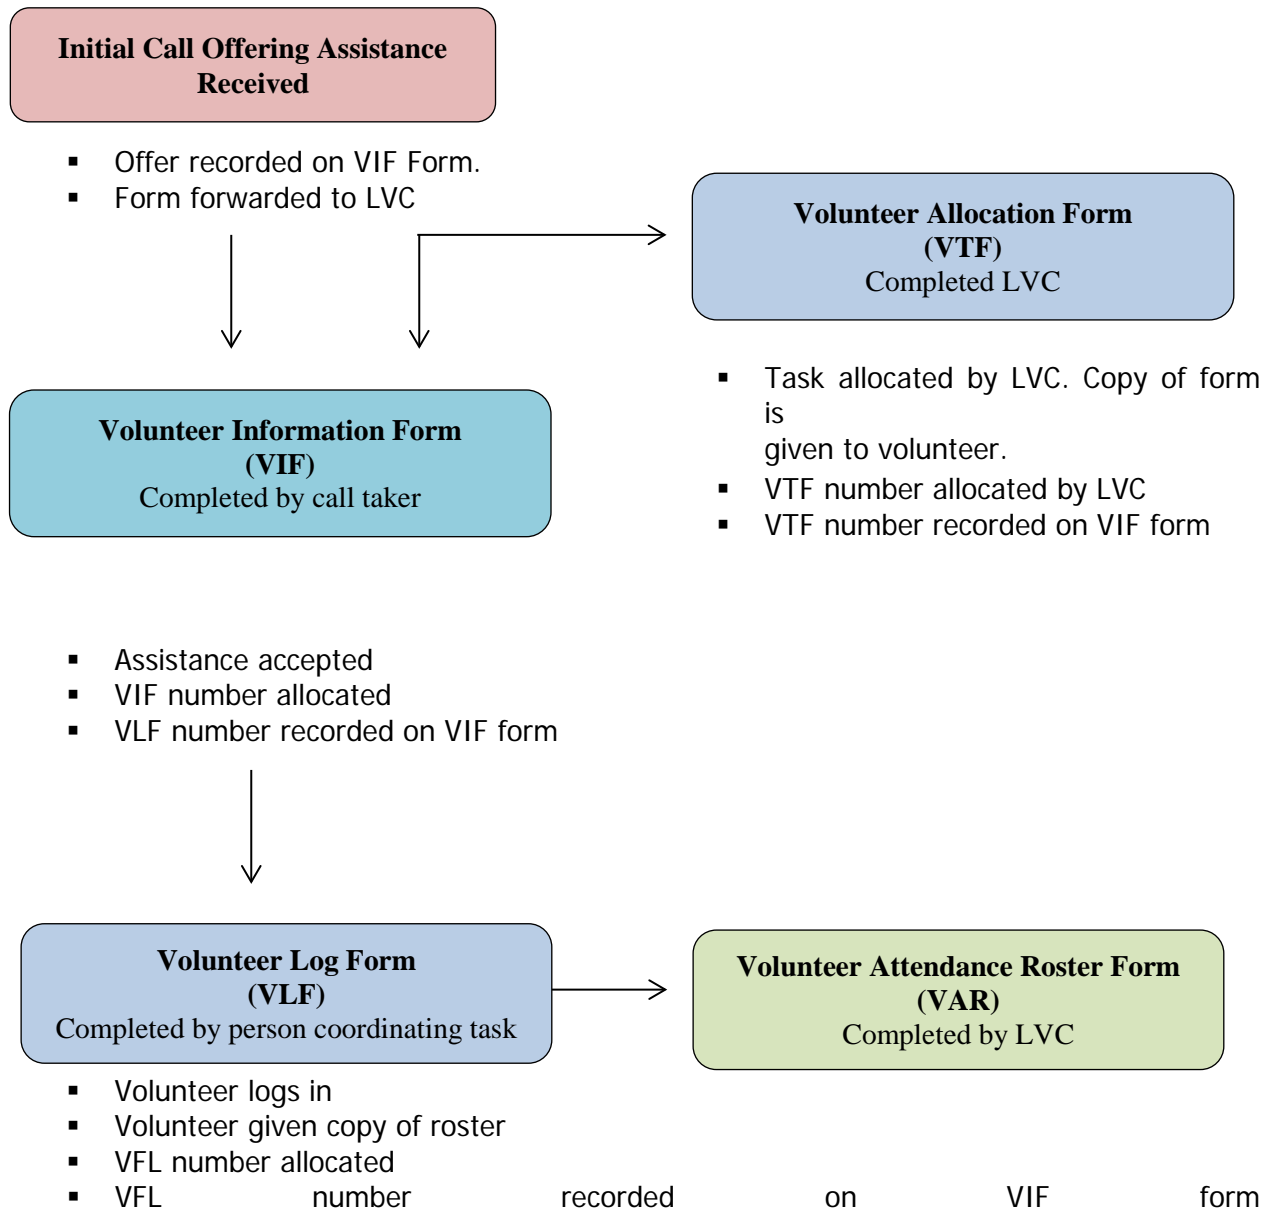 Initial Call Offering Assistance
Received
▪ Offer recorded on VIF Form.
▪ Form forwarded to LVC
Volunteer Allocation Form
(VTF)
Completed LVC
▪ Task allocated by LVC. Copy of form
is
given to volunteer.
▪ VTF number allocated by LVC
▪ VTF number recorded on VIF form
Volunteer Information Form
(VIF)
Completed by call taker
▪ Assistance accepted
▪ VIF number allocated
▪ VLF number recorded on VIF form
Volunteer Log Form
(VLF)
Completed by person coordinating task
Volunteer Attendance Roster Form
(VAR)
Completed by LVC
▪ Volunteer logs in
▪ Volunteer given copy of roster
▪ VFL number allocated
▪ VFL number recorded on VIF form